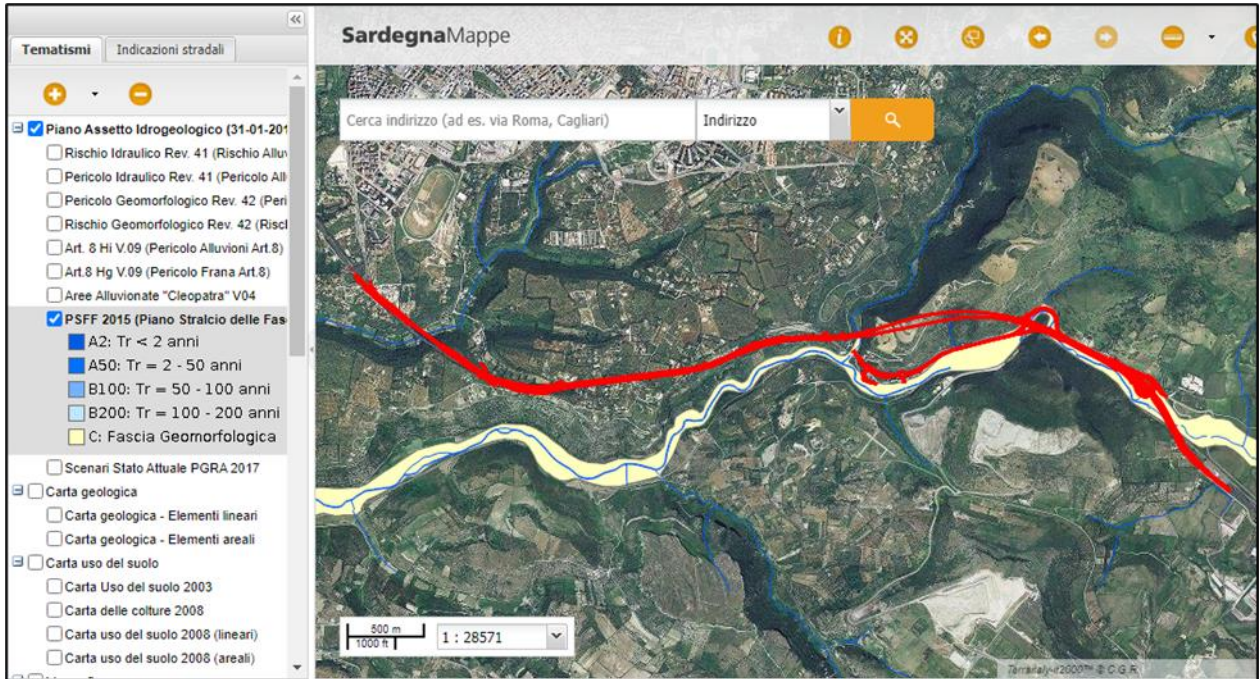 SardegnaMappe
Tematismi
Indicazioni stradali
Cerca indirizzo (ad es. via Roma, Cagliari)
Indirizzo
Piano Assetto Idrogeologico (31-01-201
Rischio Idraulico Rev. 41 (Rischio Alluv
Pericolo Idraulico Rev. 41 (Pericolo All
Pericolo Geomorfologico Rev. 42 (Peri
Rischio Geomorfologico Rev. 42 (Risch
Art. 8 Hi V.09 (Pericolo Alluvioni Art.8)
Art.8 Hg V.09 (Pericolo Frana Art.8)
Aree Alluvionate "Cleopatra" V04
PSFF 2015 (Piano Stralcio delle Fas
A2: Tr < 2 anni
A50: Tr = 2 - 50 anni
B100: Tr = 50 - 100 anni
B200: Tr = 100 - 200 anni
C: Fascia Geomorfologica
Scenari Stato Attuale PGRA 2017
Carta geologica
Carta geologica - Elementi lineari
Carta geologica - Elementi areali
Carta uso del suolo
Carta Uso del suolo 2003
Carta delle colture 2008
Carta uso del suolo 2008 (lineari)
Carta uso del suolo 2008 (areali)
500 m
1000 ft
1 : 28571
Terraitaly-it2000™ © C.G.R.